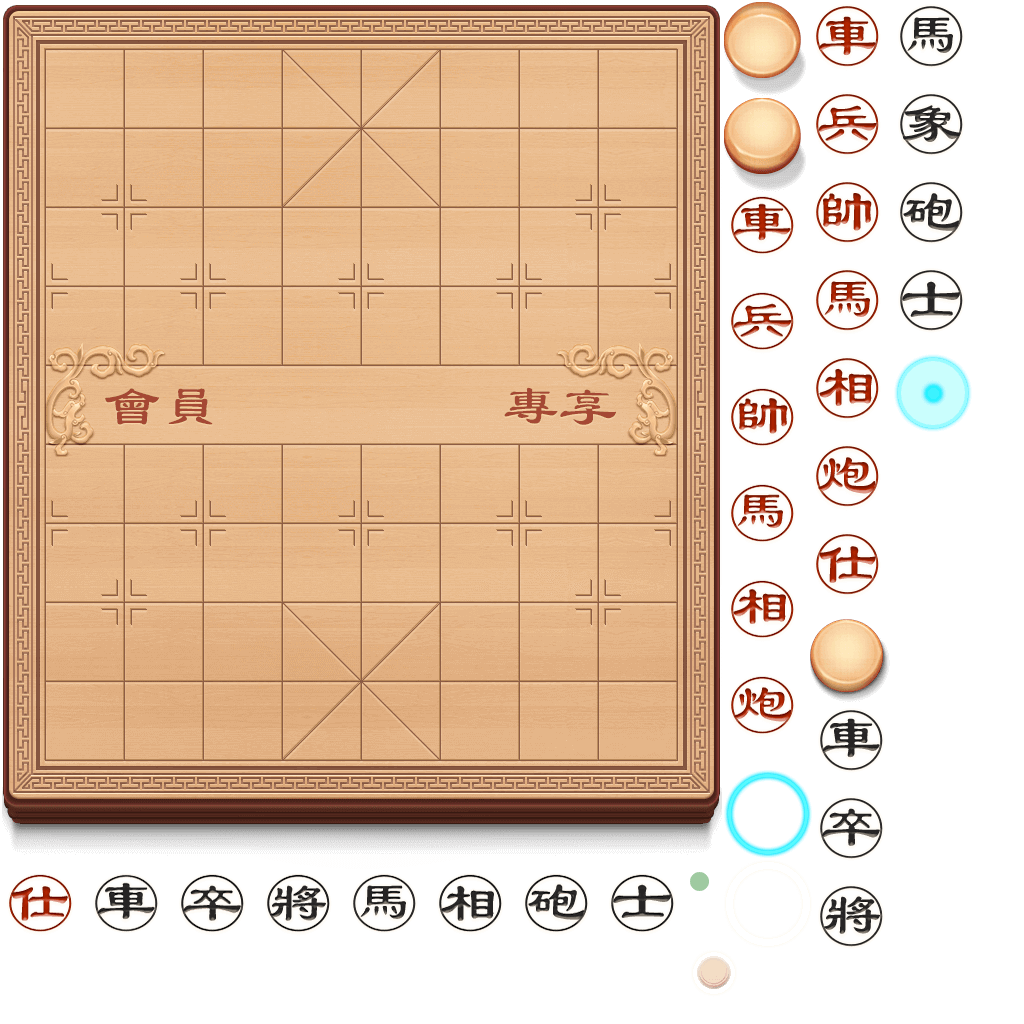 會員 專享
車
兵
帥
馬
相
炮
車
兵
帥
馬
相
炮
仕
車
卒
將
馬
象
砲
士
仕 車 卒 將 馬 相 砲 士